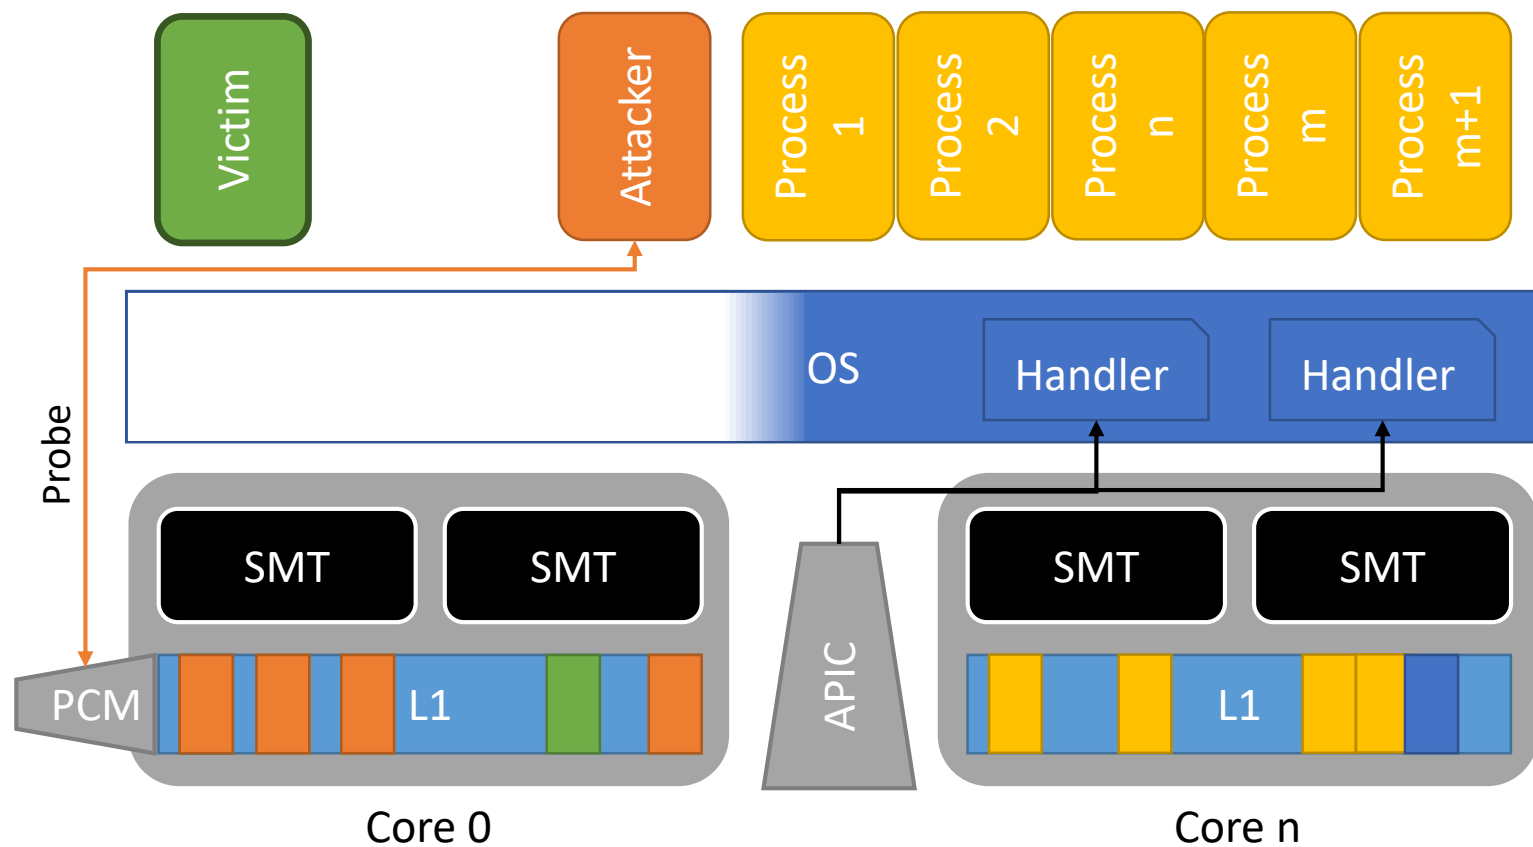 Victim
Attacker
Process
1
Process
2
Process
n
Process
m
Process
m+1
Probe
OS
Handler
Handler
SMT
SMT
SMT
SMT
PCM
L1
APIC
L1
Core 0
Core n